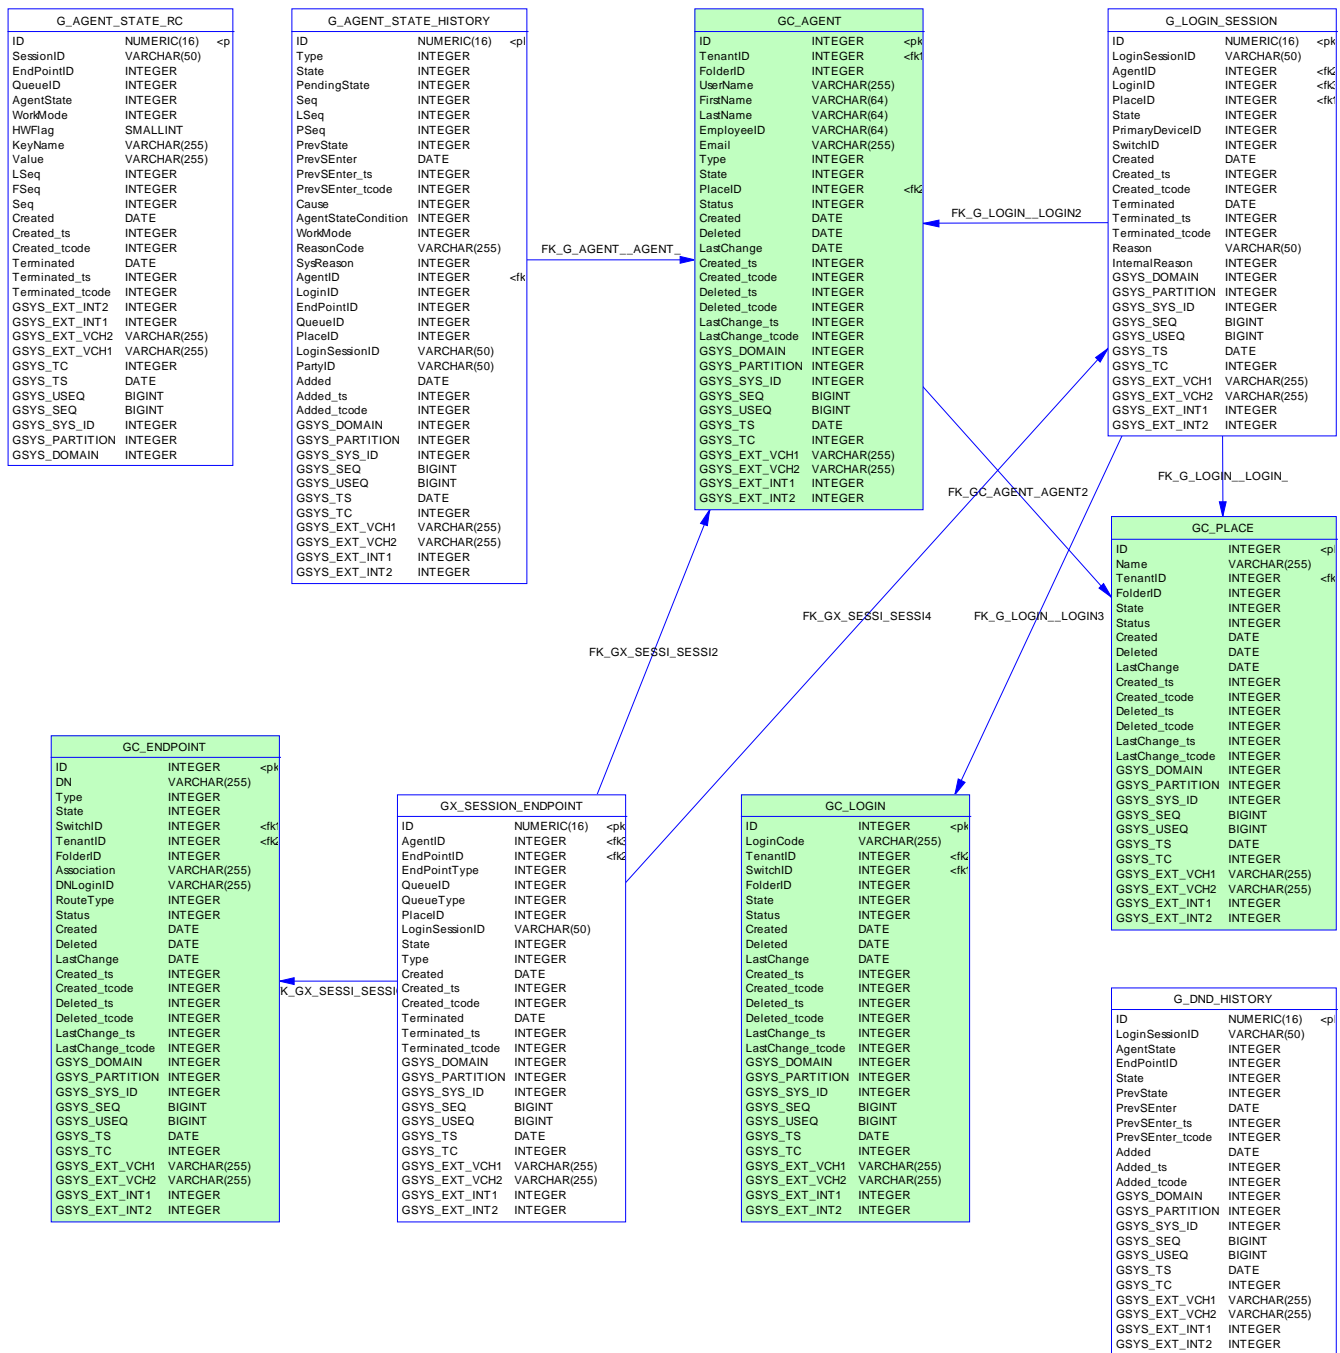 G_AGENT_STATE_RC
ID NUMERIC(16) <p
SessionID VARCHAR(50)
EndPointID INTEGER
QueueID INTEGER
AgentState INTEGER
WorkMode INTEGER
HWFlag SMALLINT
KeyName VARCHAR(255)
Value VARCHAR(255)
LSeq INTEGER
FSeq INTEGER
Seq INTEGER
Created DATE
Created_ts INTEGER
Created_tcode INTEGER
Terminated DATE
Terminated_ts INTEGER
Terminated_tcode INTEGER
GSYS_EXT_INT2 INTEGER
GSYS_EXT_INT1 INTEGER
GSYS_EXT_VCH2 VARCHAR(255)
GSYS_EXT_VCH1 VARCHAR(255)
GSYS_TC INTEGER
GSYS_TS DATE
GSYS_USEQ BIGINT
GSYS_SEQ BIGINT
GSYS_SYS_ID INTEGER
GSYS_PARTITION INTEGER
GSYS_DOMAIN INTEGER
G_AGENT_STATE_HISTORY
ID NUMERIC(16) <pl
Type INTEGER
State INTEGER
PendingState INTEGER
Seq INTEGER
LSeq INTEGER
PSeq INTEGER
PrevState INTEGER
PrevSEnter DATE
PrevSEnter_ts INTEGER
PrevSEnter_tcode INTEGER
Cause INTEGER
AgentStateCondition INTEGER
WorkMode INTEGER
ReasonCode VARCHAR(255)
SysReason INTEGER
AgentID INTEGER <fk
LoginID INTEGER
EndPointID INTEGER
QueueID INTEGER
PlaceID INTEGER
LoginSessionID VARCHAR(50)
PartyID VARCHAR(50)
Added DATE
Added_ts INTEGER
Added_tcode INTEGER
GSYS_DOMAIN INTEGER
GSYS_PARTITION INTEGER
GSYS_SYS_ID INTEGER
GSYS_SEQ BIGINT
GSYS_USEQ BIGINT
GSYS_TS DATE
GSYS_TC INTEGER
GSYS_EXT_VCH1 VARCHAR(255)
GSYS_EXT_VCH2 VARCHAR(255)
GSYS_EXT_INT1 INTEGER
GSYS_EXT_INT2 INTEGER
FK_G_AGENT__AGENT_
GC_AGENT
ID INTEGER <pk
TenantID INTEGER <fk1
FolderID INTEGER
UserName VARCHAR(255)
FirstName VARCHAR(64)
LastName VARCHAR(64)
EmployeeID VARCHAR(64)
Email VARCHAR(255)
Type INTEGER
State INTEGER
PlaceID INTEGER <fk2
Status INTEGER
Created DATE
Deleted DATE
LastChange DATE
Created_ts INTEGER
Created_tcode INTEGER
Deleted_ts INTEGER
Deleted_tcode INTEGER
LastChange_ts INTEGER
LastChange_tcode INTEGER
GSYS_DOMAIN INTEGER
GSYS_PARTITION INTEGER
GSYS_SYS_ID INTEGER
GSYS_SEQ BIGINT
GSYS_USEQ BIGINT
GSYS_TS DATE
GSYS_TC INTEGER
GSYS_EXT_VCH1 VARCHAR(255)
GSYS_EXT_VCH2 VARCHAR(255)
GSYS_EXT_INT1 INTEGER
GSYS_EXT_INT2 INTEGER
FK_G_LOGIN__LOGIN2
G_LOGIN_SESSION
ID NUMERIC(16) <pk
LoginSessionID VARCHAR(50)
AgentID INTEGER <fk2
LoginID INTEGER <fk3
PlaceID INTEGER <fk1
State INTEGER
PrimaryDeviceID INTEGER
SwitchID INTEGER
Created DATE
Created_ts INTEGER
Created_tcode INTEGER
Terminated DATE
Terminated_ts INTEGER
Terminated_tcode INTEGER
Reason VARCHAR(50)
InternalReason INTEGER
GSYS_DOMAIN INTEGER
GSYS_PARTITION INTEGER
GSYS_SYS_ID INTEGER
GSYS_SEQ BIGINT
GSYS_USEQ BIGINT
GSYS_TS DATE
GSYS_TC INTEGER
GSYS_EXT_VCH1 VARCHAR(255)
GSYS_EXT_VCH2 VARCHAR(255)
GSYS_EXT_INT1 INTEGER
GSYS_EXT_INT2 INTEGER
FK_G_LOGIN__LOGIN_
FK_GC_AGENT_AGENT2
FK_GX_SESSI_SESSI4
FK_G_LOGIN__LOGIN3
FK_GX_SESSI_SESSI2
GC_PLACE
ID INTEGER <pl
Name VARCHAR(255)
TenantID INTEGER <fk
FolderID INTEGER
State INTEGER
Status INTEGER
Created DATE
Deleted DATE
LastChange DATE
Created_ts INTEGER
Created_tcode INTEGER
Deleted_ts INTEGER
Deleted_tcode INTEGER
LastChange_ts INTEGER
LastChange_tcode INTEGER
GSYS_DOMAIN INTEGER
GSYS_PARTITION INTEGER
GSYS_SYS_ID INTEGER
GSYS_SEQ BIGINT
GSYS_USEQ BIGINT
GSYS_TS DATE
GSYS_TC INTEGER
GSYS_EXT_VCH1 VARCHAR(255)
GSYS_EXT_VCH2 VARCHAR(255)
GSYS_EXT_INT1 INTEGER
GSYS_EXT_INT2 INTEGER
GC_ENDPOINT
ID INTEGER <pk
DN VARCHAR(255)
Type INTEGER
State INTEGER
SwitchID INTEGER <fk1
TenantID INTEGER <fk2
FolderID INTEGER
Association VARCHAR(255)
DNLoginID VARCHAR(255)
RouteType INTEGER
Status INTEGER
Created DATE
Deleted DATE
LastChange DATE
Created_ts INTEGER
Created_tcode INTEGER
Deleted_ts INTEGER
Deleted_tcode INTEGER
LastChange_ts INTEGER
LastChange_tcode INTEGER
GSYS_DOMAIN INTEGER
GSYS_PARTITION INTEGER
GSYS_SYS_ID INTEGER
GSYS_SEQ BIGINT
GSYS_USEQ BIGINT
GSYS_TS DATE
GSYS_TC INTEGER
GSYS_EXT_VCH1 VARCHAR(255)
GSYS_EXT_VCH2 VARCHAR(255)
GSYS_EXT_INT1 INTEGER
GSYS_EXT_INT2 INTEGER
K_GX_SESSI_SESSI
GX_SESSION_ENDPOINT
ID NUMERIC(16) <pk
AgentID INTEGER <fk3
EndPointID INTEGER <fk2
EndPointType INTEGER
QueueID INTEGER
QueueType INTEGER
PlaceID INTEGER
LoginSessionID VARCHAR(50)
State INTEGER
Type INTEGER
Created DATE
Created_ts INTEGER
Created_tcode INTEGER
Terminated DATE
Terminated_ts INTEGER
Terminated_tcode INTEGER
GSYS_DOMAIN INTEGER
GSYS_PARTITION INTEGER
GSYS_SYS_ID INTEGER
GSYS_SEQ BIGINT
GSYS_USEQ BIGINT
GSYS_TS DATE
GSYS_TC INTEGER
GSYS_EXT_VCH1 VARCHAR(255)
GSYS_EXT_VCH2 VARCHAR(255)
GSYS_EXT_INT1 INTEGER
GSYS_EXT_INT2 INTEGER
GC_LOGIN
ID INTEGER <pk
LoginCode VARCHAR(255)
TenantID INTEGER <fk2
SwitchID INTEGER <fk1
FolderID INTEGER
State INTEGER
Status INTEGER
Created DATE
Deleted DATE
LastChange DATE
Created_ts INTEGER
Created_tcode INTEGER
Deleted_ts INTEGER
Deleted_tcode INTEGER
LastChange_ts INTEGER
LastChange_tcode INTEGER
GSYS_DOMAIN INTEGER
GSYS_PARTITION INTEGER
GSYS_SYS_ID INTEGER
GSYS_SEQ BIGINT
GSYS_USEQ BIGINT
GSYS_TS DATE
GSYS_TC INTEGER
GSYS_EXT_VCH1 VARCHAR(255)
GSYS_EXT_VCH2 VARCHAR(255)
GSYS_EXT_INT1 INTEGER
GSYS_EXT_INT2 INTEGER
G_DND_HISTORY
ID NUMERIC(16) <pl
LoginSessionID VARCHAR(50)
AgentState INTEGER
EndPointID INTEGER
State INTEGER
PrevState INTEGER
PrevSEnter DATE
PrevSEnter_ts INTEGER
PrevSEnter_tcode INTEGER
Added DATE
Added_ts INTEGER
Added_tcode INTEGER
GSYS_DOMAIN INTEGER
GSYS_PARTITION INTEGER
GSYS_SYS_ID INTEGER
GSYS_SEQ BIGINT
GSYS_USEQ BIGINT
GSYS_TS DATE
GSYS_TC INTEGER
GSYS_EXT_VCH1 VARCHAR(255)
GSYS_EXT_VCH2 VARCHAR(255)
GSYS_EXT_INT1 INTEGER
GSYS_EXT_INT2 INTEGER